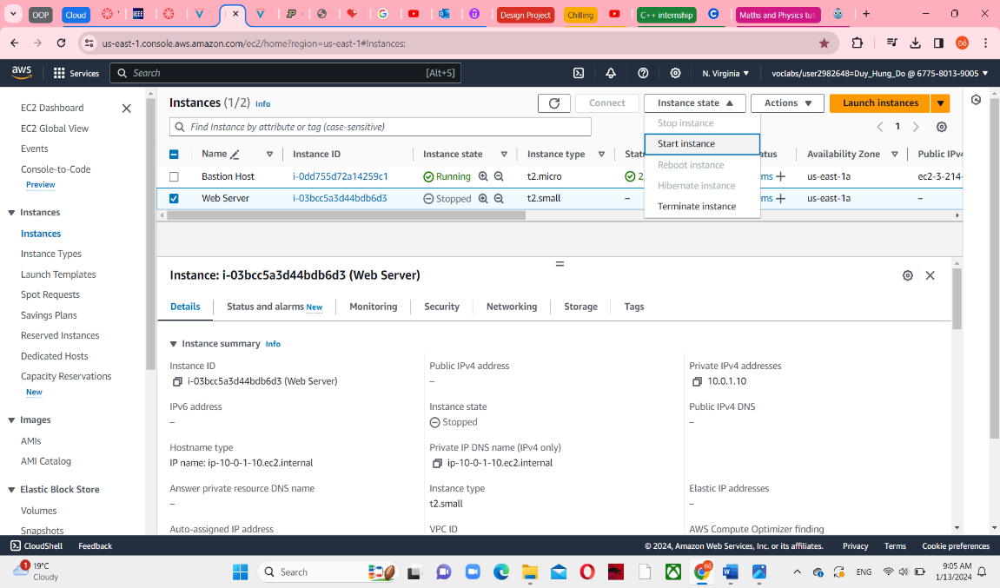 OOP
Cloud
IEEE
Design Project
Chilling
C++ internship
Maths and Physics tut
us-east-1.console.aws.amazon.com/ec2/home?region=us-east-1#Instances:
Đỗ
aws
Services
Search
[Alt+S]
N. Virginia
voclabs/user2982648=Duy_Hung_Do @ 6775-8013-9005
EC2 Dashboard
EC2 Global View
Events
Console-to-Code
Preview
Instances
Instances
Instance Types
Launch Templates
Spot Requests
Savings Plans
Reserved Instances
Dedicated Hosts
Capacity Reservations
New
Images
AMIs
AMI Catalog
Elastic Block Store
Volumes
Snapshots
Instances (1/2) Info
Connect
Instance state
Actions
Launch instances
Find Instance by attribute or tag (case-sensitive)
1
Stop instance
Start instance
Reboot instance
Hibernate instance
Terminate instance
Name
Instance ID
Instance state
Instance type
Stat
atus
Availability Zone
Public IPv4
Bastion Host
i-0dd755d72a14259c1
Running
t2.micro
2
ms
us-east-1a
ec2-3-214-
Web Server
i-03bcc5a3d44bdb6d3
Stopped
t2.small
–
ms
us-east-1a
–
Instance: i-03bcc5a3d44bdb6d3 (Web Server)
Details
Status and alarms New
Monitoring
Security
Networking
Storage
Tags
Instance summary Info
Instance ID
i-03bcc5a3d44bdb6d3 (Web Server)
Public IPv4 address
–
Private IPv4 addresses
10.0.1.10
IPv6 address
–
Instance state
Stopped
Public IPv4 DNS
–
Hostname type
IP name: ip-10-0-1-10.ec2.internal
Private IP DNS name (IPv4 only)
ip-10-0-1-10.ec2.internal
Answer private resource DNS name
–
Instance type
t2.small
Elastic IP addresses
–
Auto-assigned IP address
VPC ID
AWS Compute Optimizer finding
CloudShell
Feedback
© 2024, Amazon Web Services, Inc. or its affiliates.
Privacy
Terms
Cookie preferences
1
19°C
Cloudy
Search
ENG
9:05 AM
1/13/2024